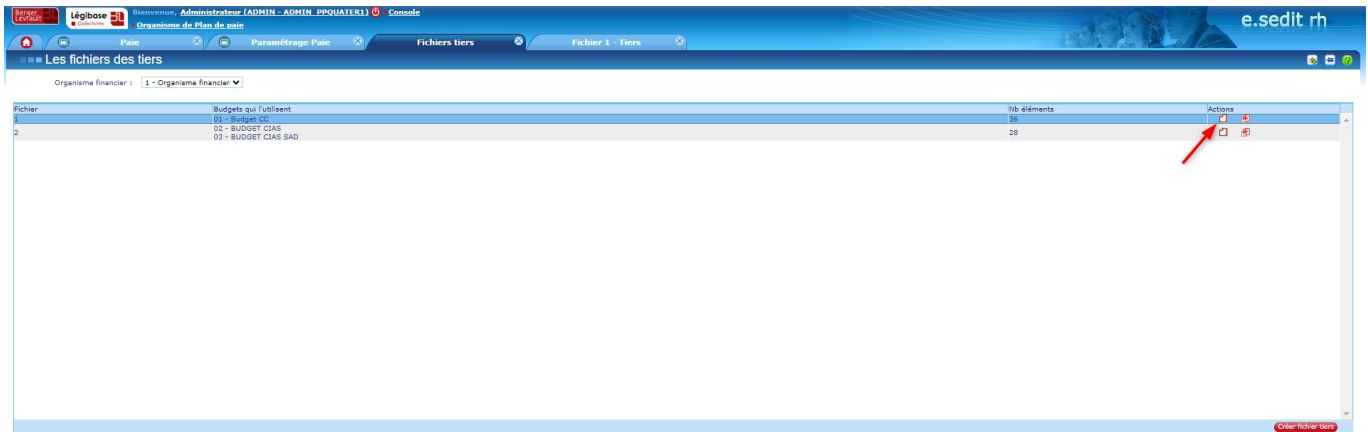 Berger Levrault Légibase Collectivités BL Bienvenue, Administrateur (ADMIN - ADMIN_PPQUATER1) Console
Organisme de Plan de paie
e.sedit rh
Paie Paramétrage Paie Fichiers tiers Fichier 1 - Tiers
Les fichiers des tiers
Organisme financier : 1 - Organisme financier
Fichier Budgets qui l'utilisent Nb éléments Actions
1 01 - Budget CC 36
2 02 - BUDGET CIAS 28
03 - BUDGET CIAS SAD
Créer fichier tiers